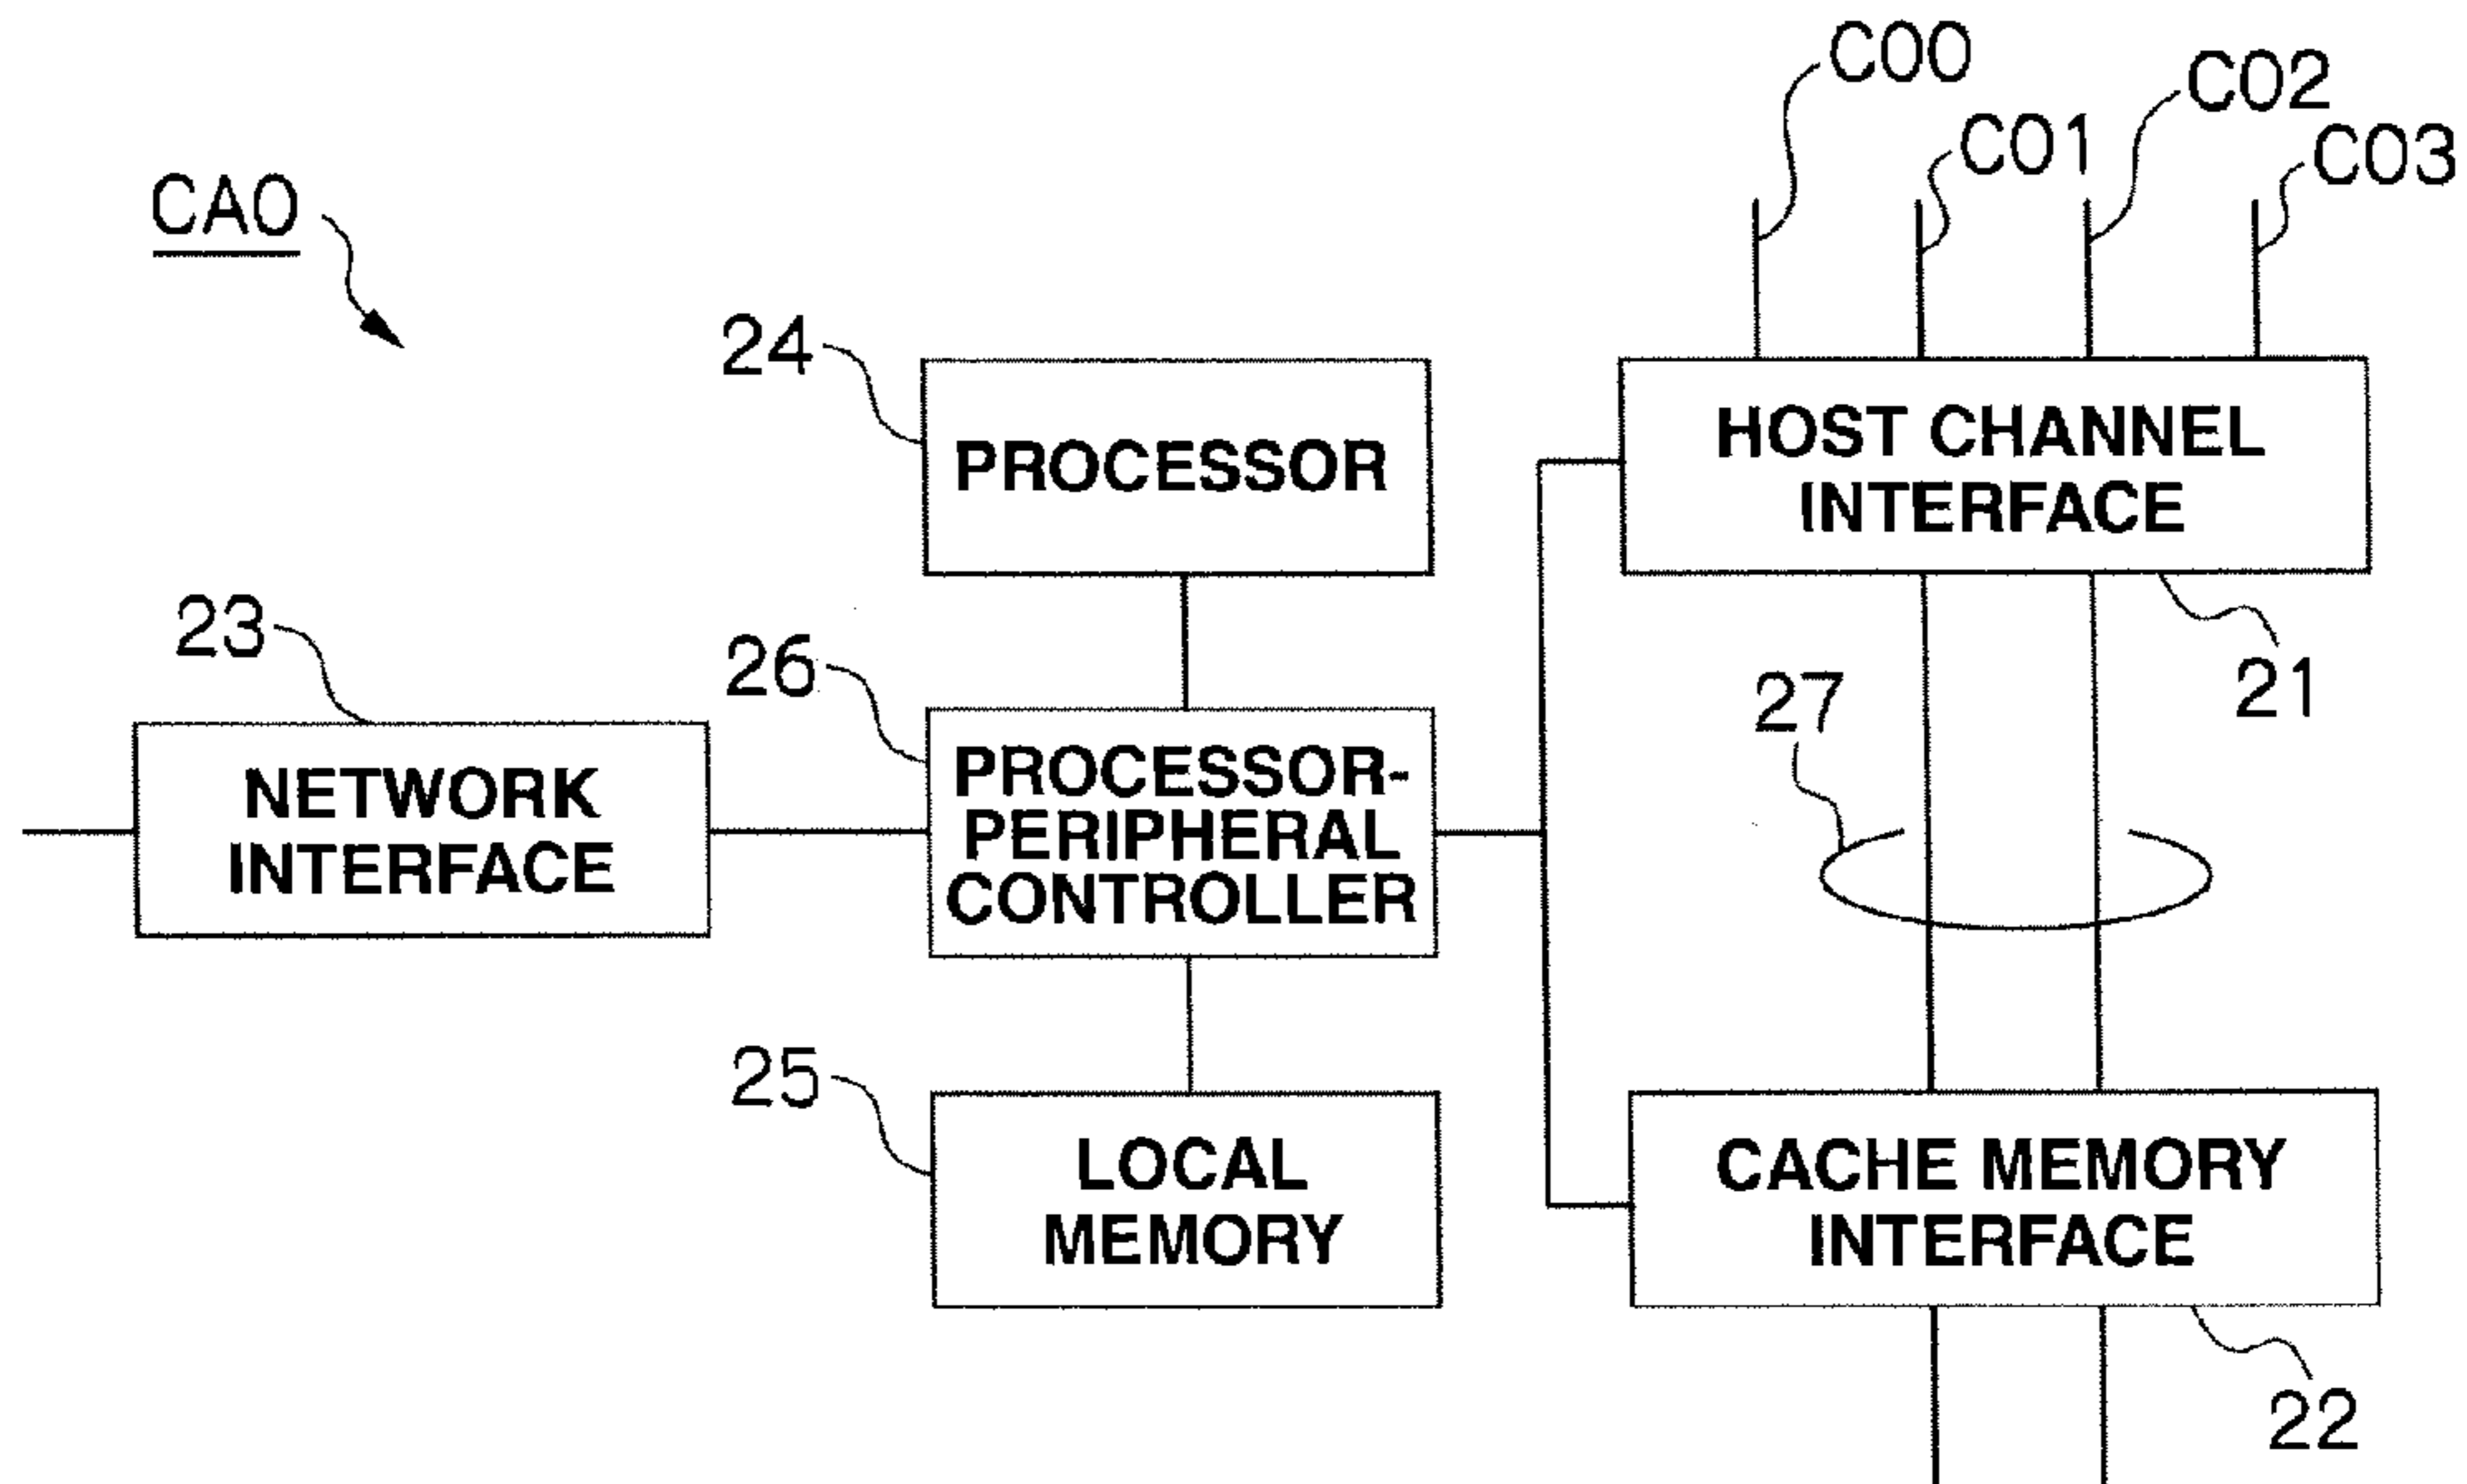 C00
C02
C01
C03
CA0
24
PROCESSOR
HOST CHANNEL
INTERFACE
23
26
21
27
NETWORK
INTERFACE
PROCESSOR-
PERIPHERAL
CONTROLLER
25
LOCAL
MEMORY
CACHE MEMORY
INTERFACE
22